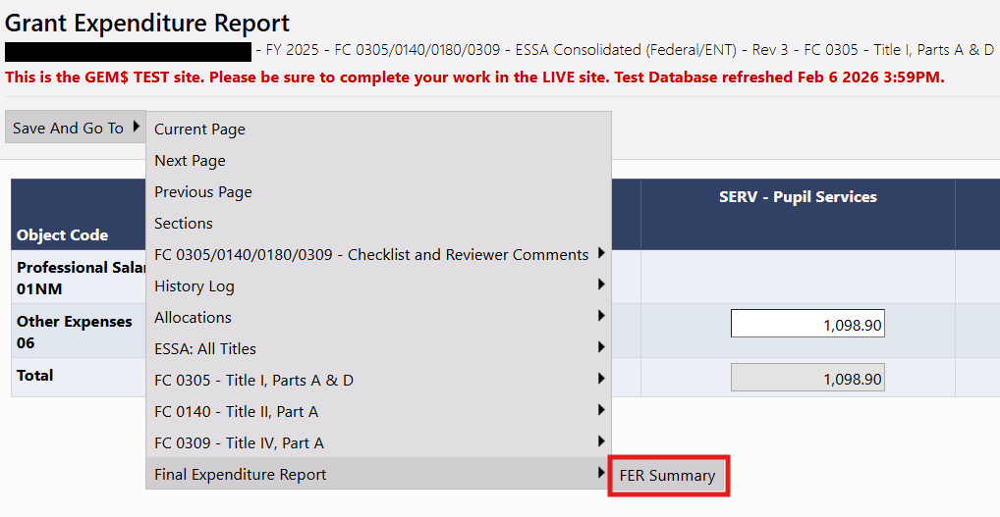 Grant Expenditure Report
- FY 2025 - FC 0305/0140/0180/0309 - ESSA Consolidated (Federal/ENT) - Rev 3 - FC 0305 - Title I, Parts A & D
This is the GEM$ TEST site. Please be sure to complete your work in the LIVE site. Test Database refreshed Feb 6 2026 3:59PM.
Save And Go To
Current Page
Next Page
Previous Page
Sections
FC 0305/0140/0180/0309 - Checklist and Reviewer Comments
History Log
Allocations
ESSA: All Titles
FC 0305 - Title I, Parts A & D
FC 0140 - Title II, Part A
FC 0309 - Title IV, Part A
Final Expenditure Report
FER Summary
Object Code
SERV - Pupil Services
Professional
01NM
Other Expenses
06
1,098.90
Total
1,098.90